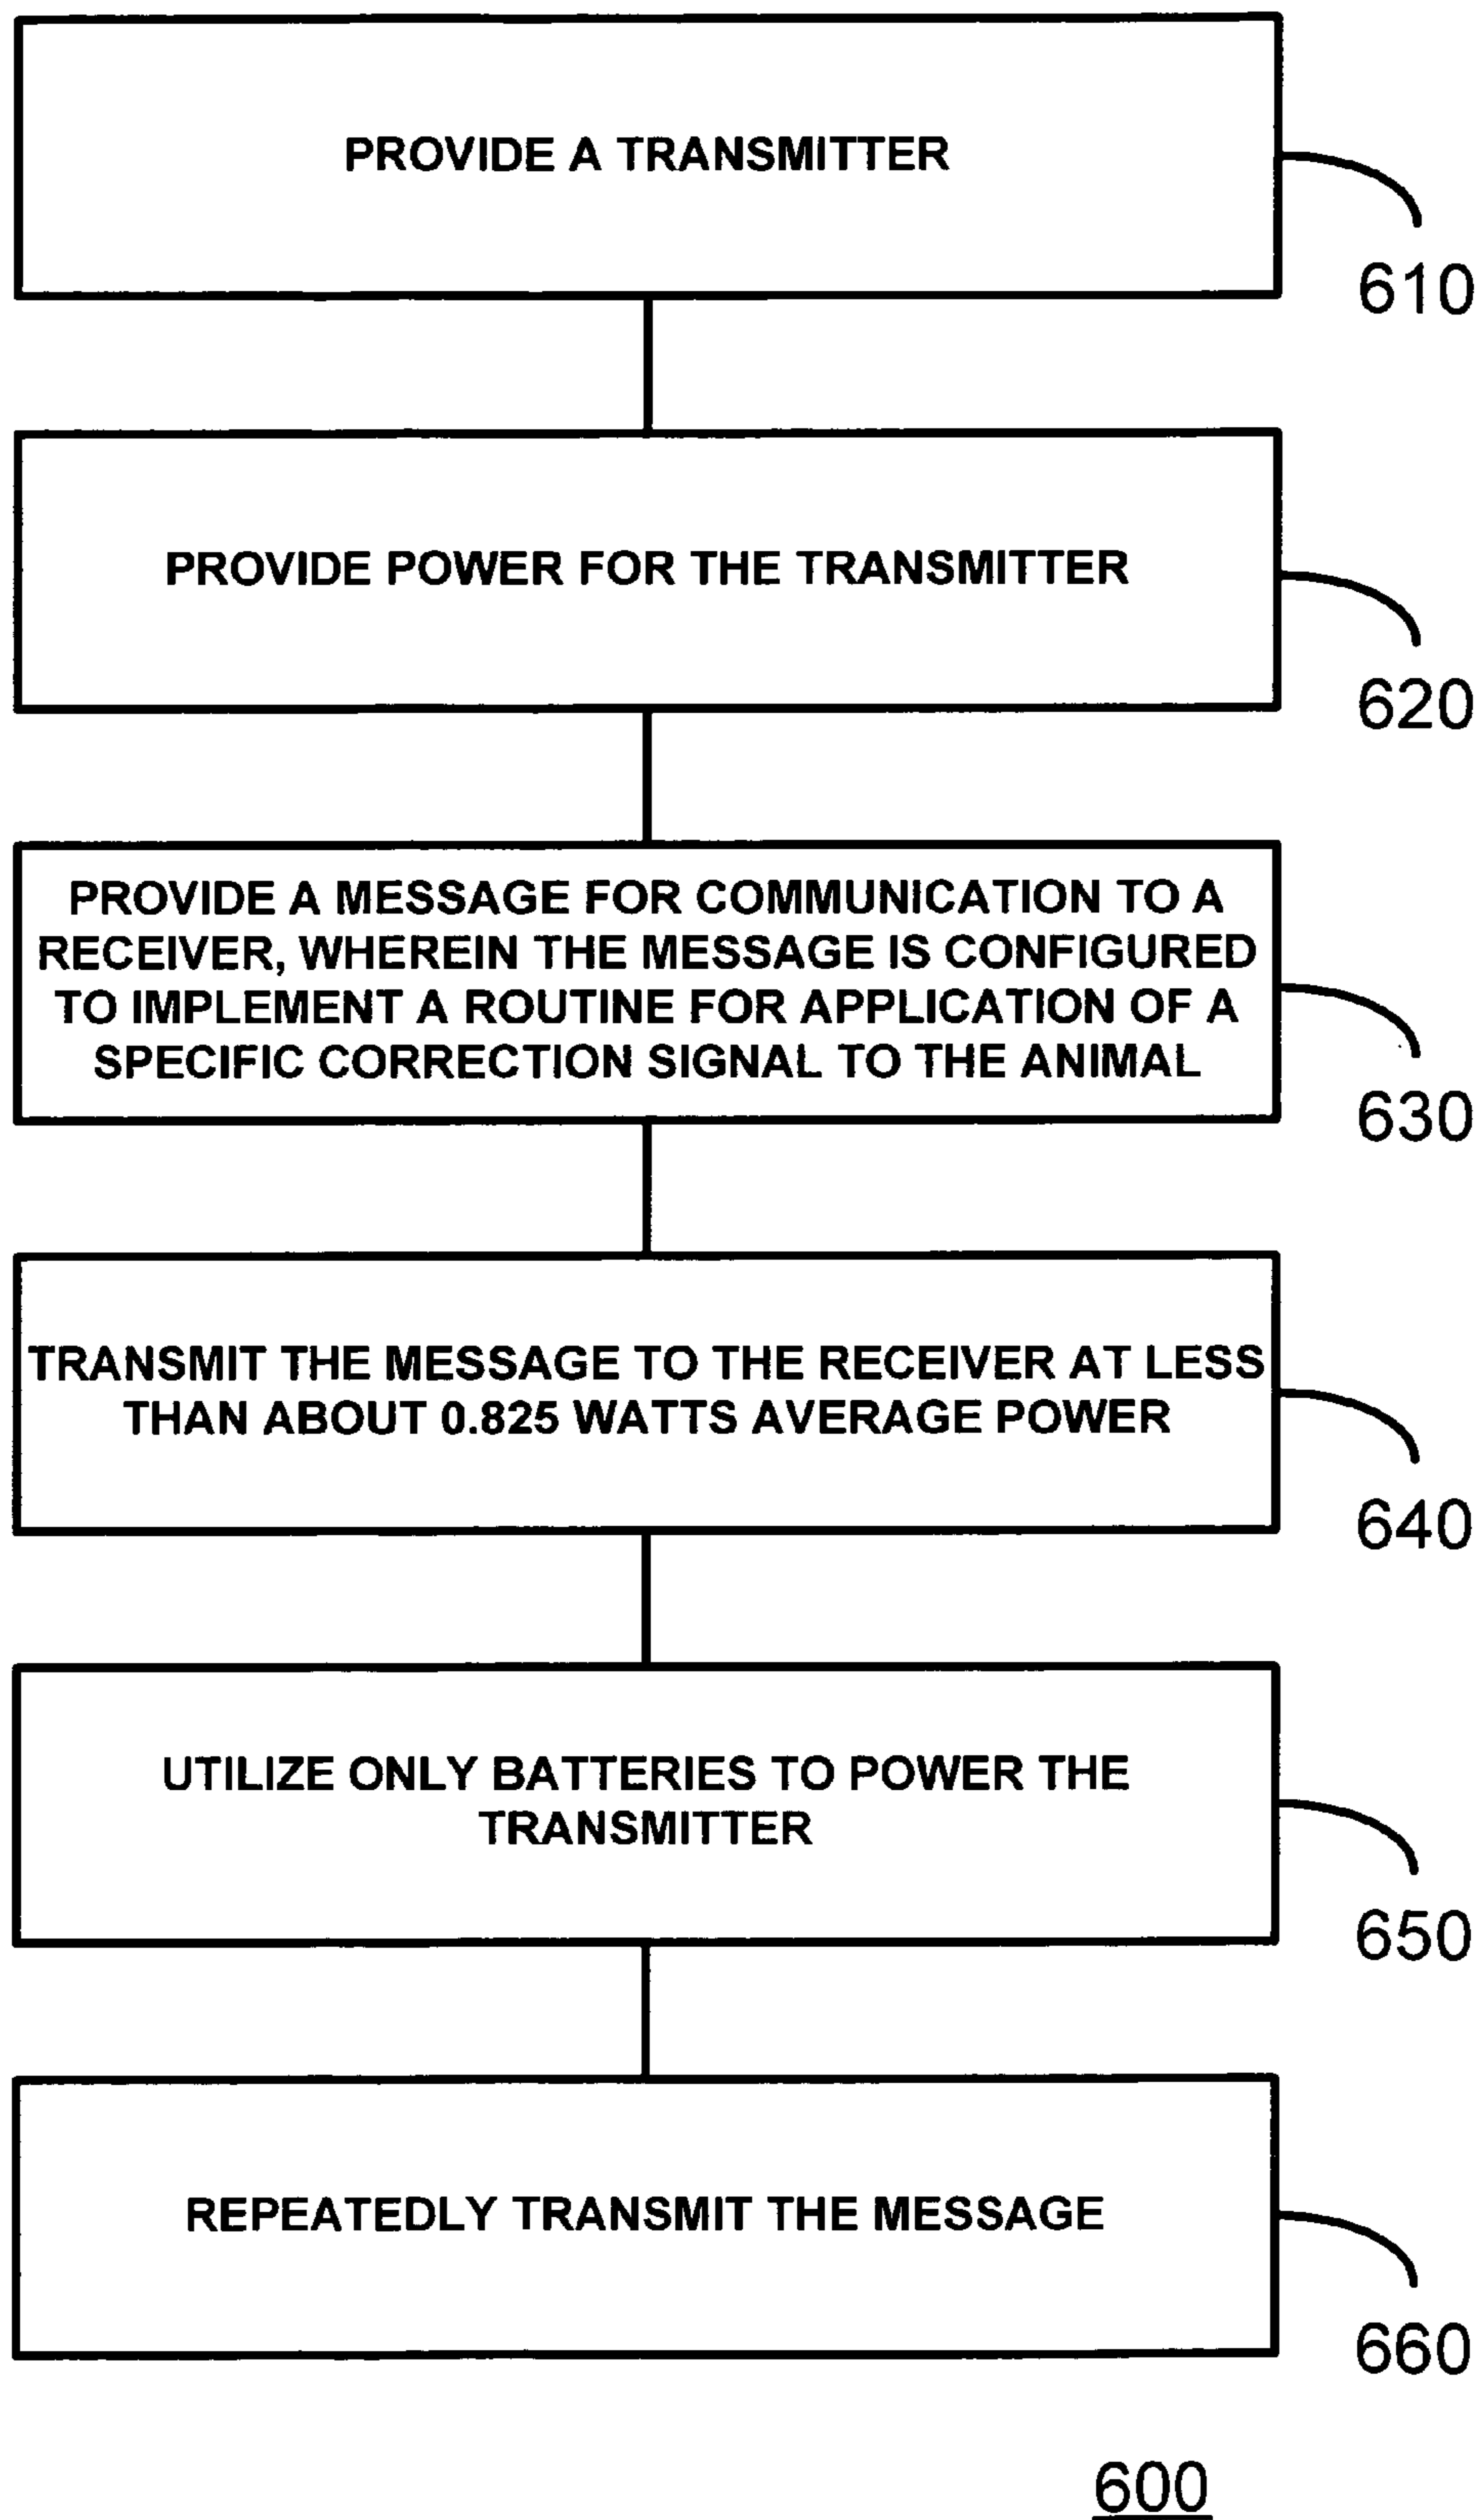 PROVIDE A TRANSMITTER
610
PROVIDE POWER FOR THE TRANSMITTER
620
PROVIDE A MESSAGE FOR COMMUNICATION TO A
RECEIVER, WHEREIN THE MESSAGE IS CONFIGURED
TO IMPLEMENT A ROUTINE FOR APPLICATION OF A
SPECIFIC CORRECTION SIGNAL TO THE ANIMAL
630
TRANSMIT THE MESSAGE TO THE RECEIVER AT LESS
THAN ABOUT 0.825 WATTS AVERAGE POWER
640
UTILIZE ONLY BATTERIES TO POWER THE
TRANSMITTER
650
REPEATEDLY TRANSMIT THE MESSAGE
660
600